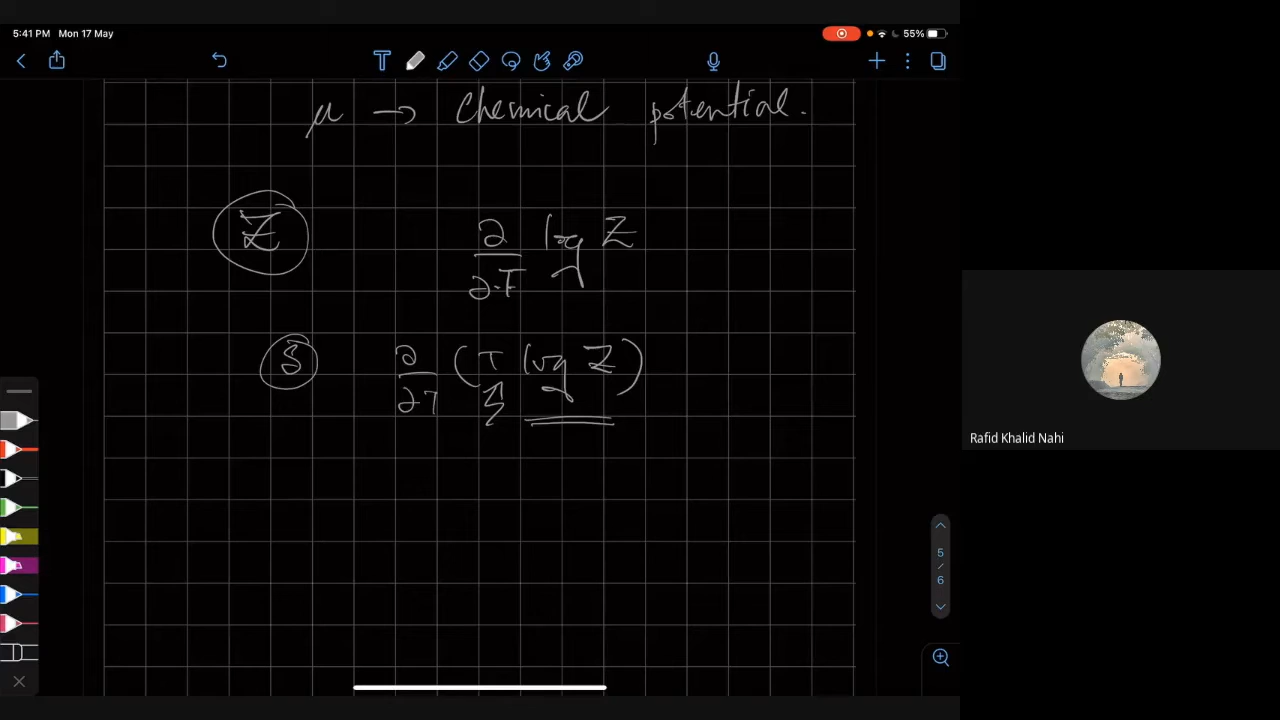 5:41 PM Mon 17 May
55%
T
μ → chemical potential.
Z
∂/∂T log Z
S
∂/∂T (T log Z)
Rafid Khalid Nahi
5
/
6